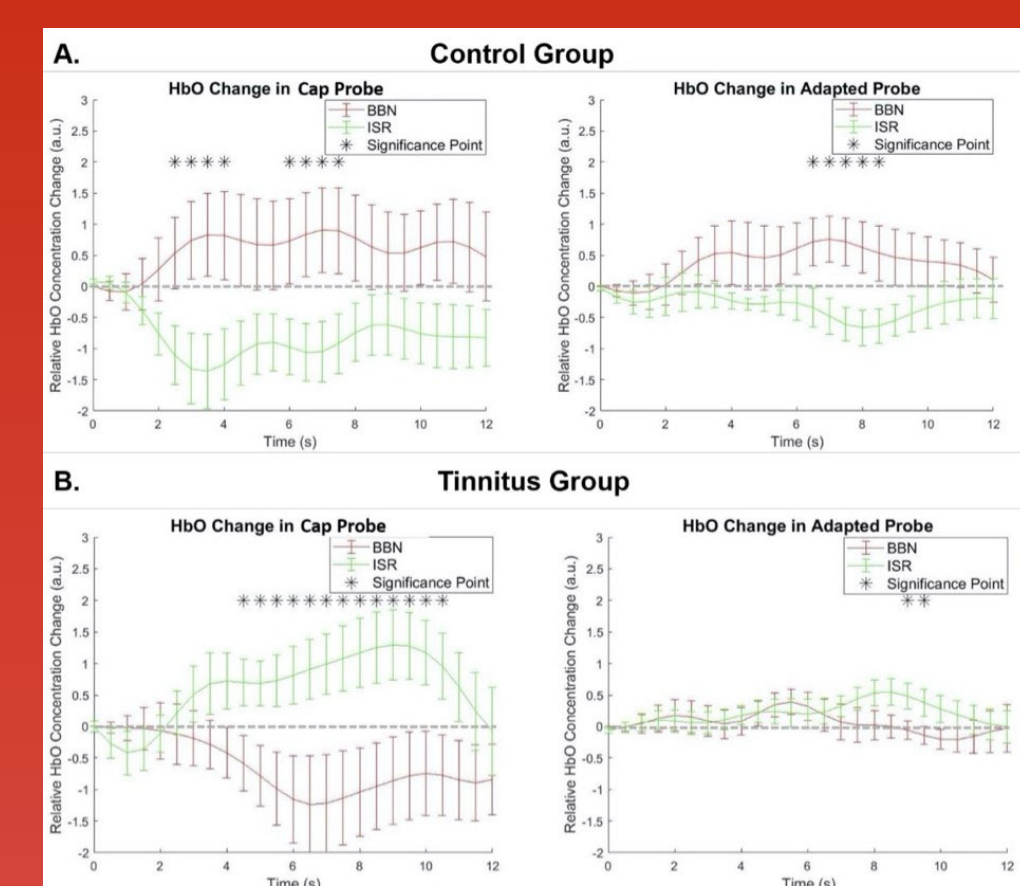 A.
Control Group
HbO Change in Cap Probe
Relative HbO Concentration Change (a.u.)
3
2.5
2
1.5
1
0.5
0
-0.5
-1
-1.5
-2
BBN
ISR
Significance Point
0 2 4 6 8 10 12
Time (s)
HbO Change in Adapted Probe
Relative HbO Concentration Change (a.u.)
3
2.5
2
1.5
1
0.5
0
-0.5
-1
-1.5
-2
BBN
ISR
Significance Point
0 2 4 6 8 10 12
Time (s)
B.
Tinnitus Group
HbO Change in Cap Probe
Relative HbO Concentration Change (a.u.)
3
2.5
2
1.5
1
0.5
0
-0.5
-1
-1.5
-2
BBN
ISR
Significance Point
0 2 4 6 8 10 12
Time (s)
HbO Change in Adapted Probe
Relative HbO Concentration Change (a.u.)
3
2.5
2
1.5
1
0.5
0
-0.5
-1
-1.5
-2
BBN
ISR
Significance Point
0 2 4 6 8 10 12
Time (s)